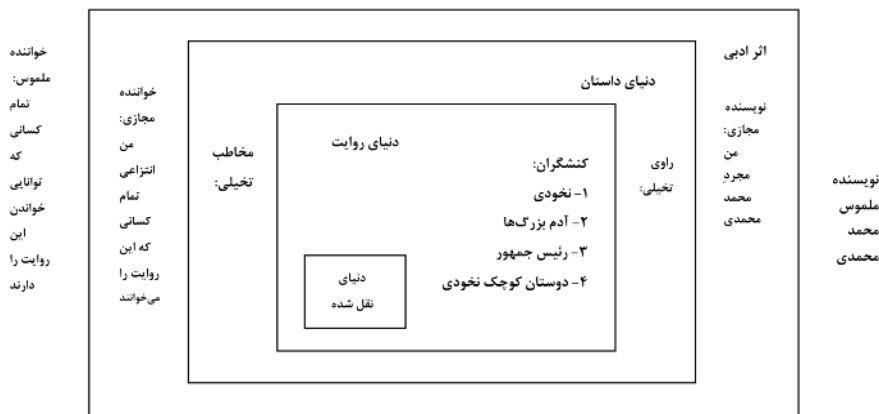 نویسنده
ملموس
محمد
محمدی
اثر ادبی
نویسنده
مجازی:
من
مجردِ
محمد
محمدی
دنیای داستان
راوی
تخیلی:
دنیای روایت
کنشگران:
۱- نخودی
۲- آدم بزرگ‌ها
۳- رئیس جمهور
۴- دوستان کوچک نخودی
دنیای
نقل شده
مخاطب
تخیلی:
خواننده
مجازی:
من
انتزاعی
تمام
کسانی
که این
روایت را
می‌خوانند
خواننده
ملموس:
تمام
کسانی
که
توانایی
خواندن
این
روایت را
دارند